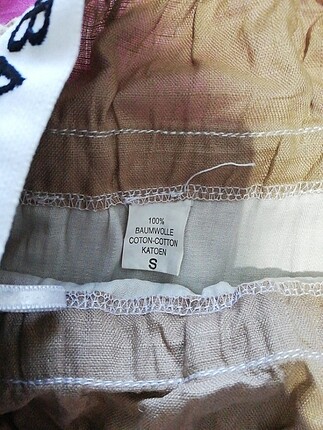 100%
BAUMWOLLE
COTON-COTTON
KATOEN
S